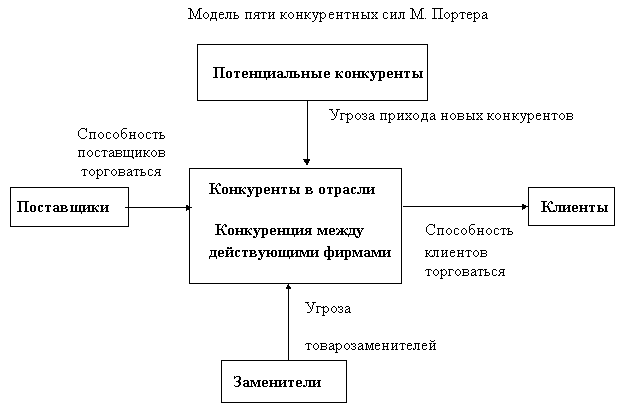 Модель пяти конкурентных сил М. Портера
Потенциальные конкуренты
Угроза прихода новых конкурентов
Способность
поставщиков
торговаться
Поставщики
Конкуренты в отрасли
Конкуренция между
действующими фирмами
Клиенты
Способность
клиентов
торговаться
Угроза
товарозаменителей
Заменители